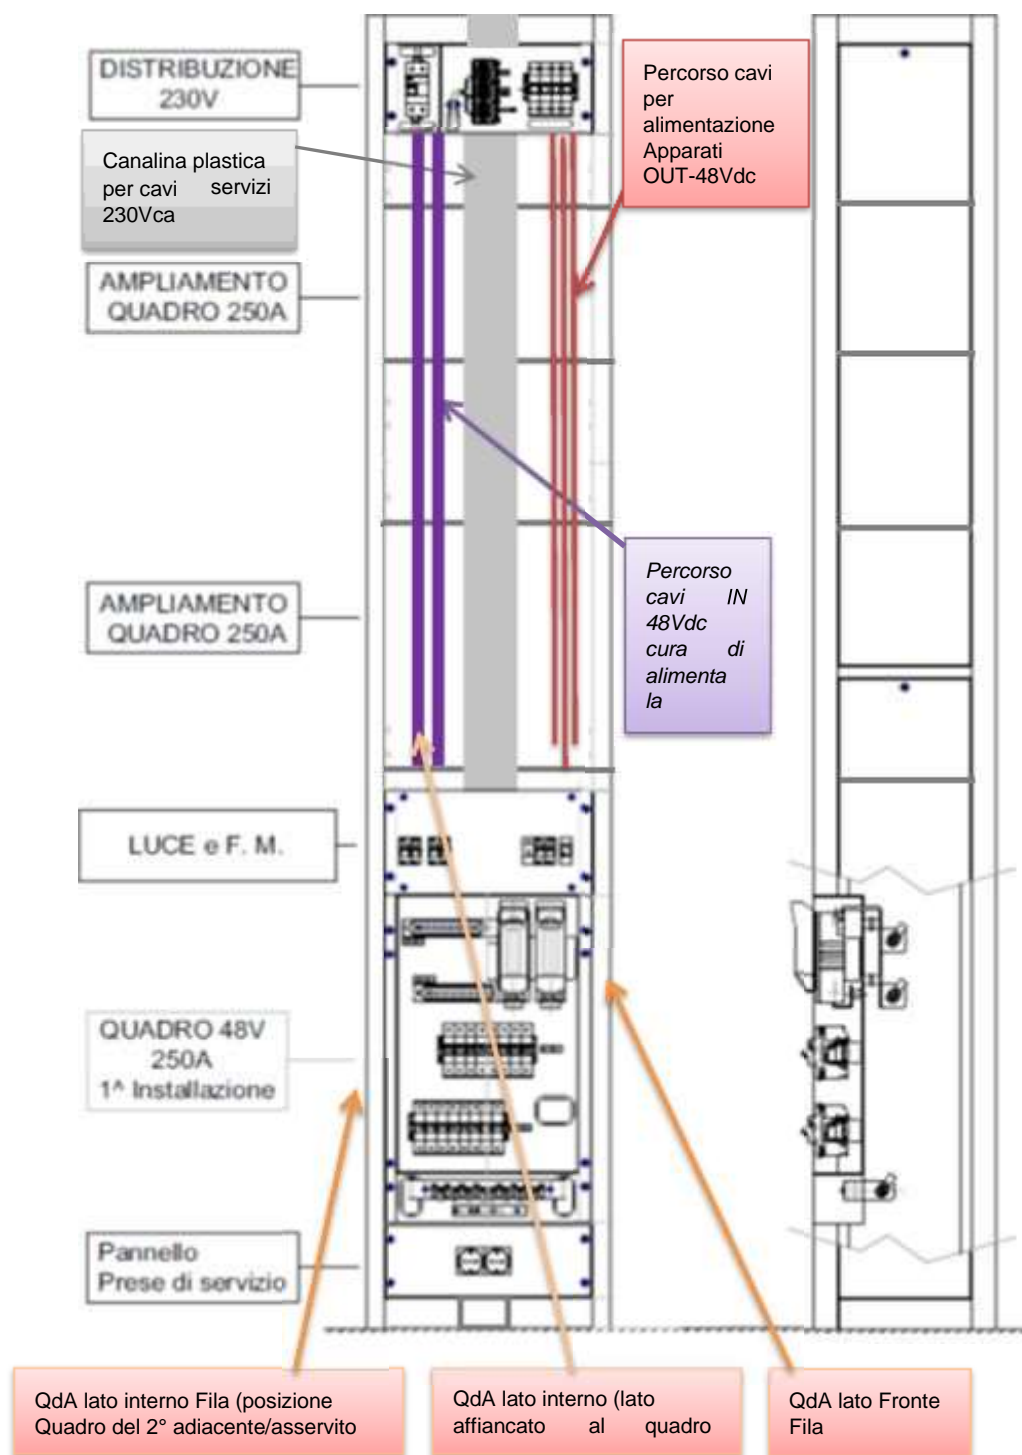 DISTRIBUZIONE
230V
Canalina plastica
per cavi servizi
230Vca
Percorso cavi
per
alimentazione
Apparati
OUT-48Vdc
AMPLIAMENTO
QUADRO 250A
Percorso
cavi IN
48Vdc
cura di
alimenta
la
AMPLIAMENTO
QUADRO 250A
LUCE e F. M.
QUADRO 48V
250A
1^ Installazione
Pannello
Prese di servizio
QdA lato interno Fila (posizione
Quadro del 2° adiacente/asservito
QdA lato interno (lato
affiancato al quadro
QdA lato Fronte
Fila